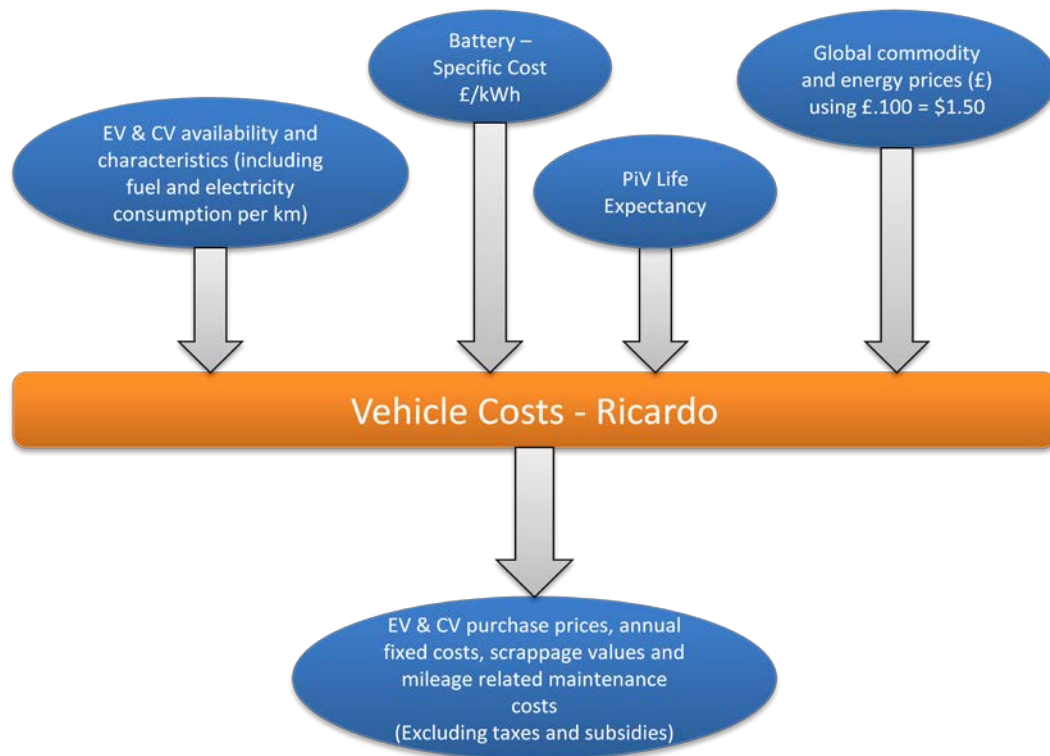 Battery –
Specific Cost
£/kWh
Global commodity
and energy prices (£)
using £.100 = $1.50
EV & CV availability and
characteristics (including
fuel and electricity
consumption per km)
PiV Life
Expectancy
Vehicle Costs - Ricardo
EV & CV purchase prices, annual
fixed costs, scrappage values and
mileage related maintenance
costs
(Excluding taxes and subsidies)